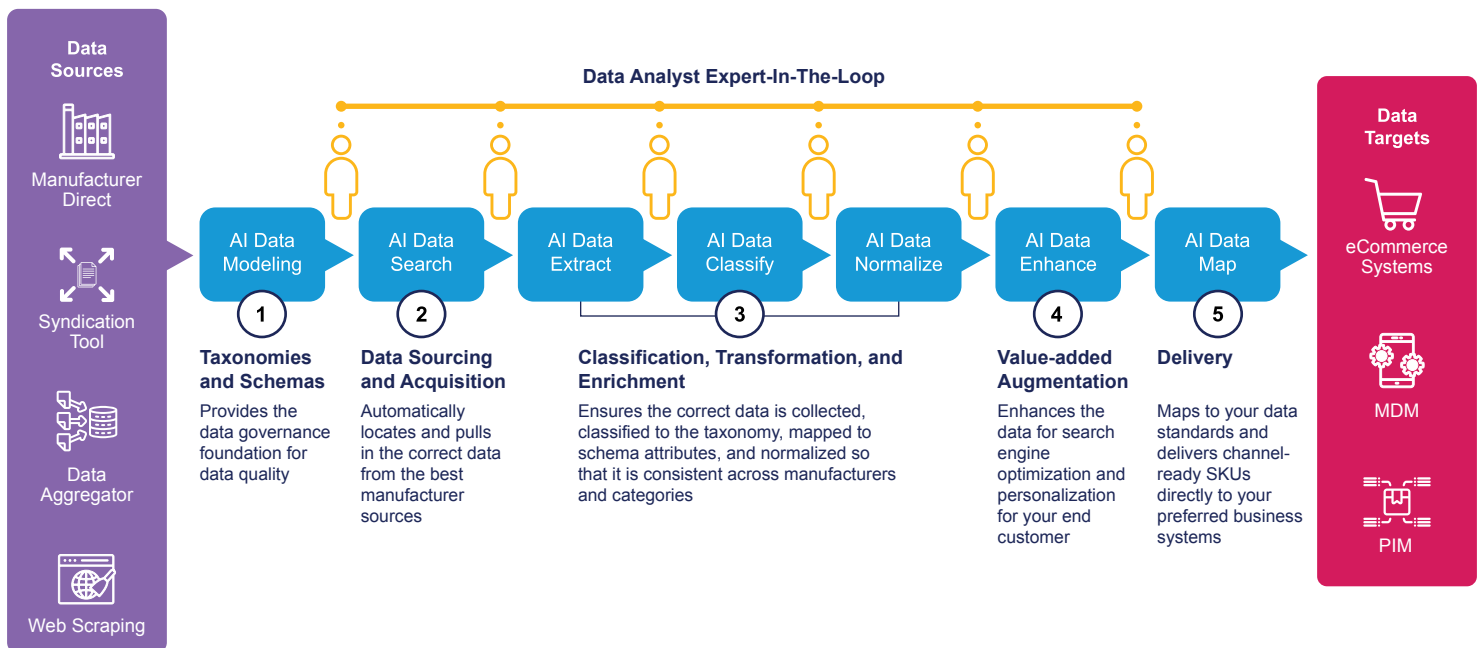 Data
Sources
Manufacturer
Direct
Syndication
Tool
Data
Aggregator
Web Scraping
Data Analyst Expert-In-The-Loop
AI Data
Modeling
AI Data
Search
AI Data
Extract
AI Data
Classify
AI Data
Normalize
AI Data
Enhance
AI Data
Map
1
Taxonomies
and Schemas
Provides the
data governance
foundation for
data quality
2
Data Sourcing
and Acquisition
Automatically
locates and pulls
in the correct data
from the best
manufacturer
sources
3
Classification, Transformation, and
Enrichment
Ensures the correct data is collected,
classified to the taxonomy, mapped to
schema attributes, and normalized so
that it is consistent across manufacturers
and categories
4
Value-added
Augmentation
Enhances the
data for search
engine
optimization and
personalization
for your end
customer
5
Delivery
Maps to your data
standards and
delivers channel-
ready SKUs
directly to your
preferred business
systems
Data
Targets
eCommerce
Systems
MDM
PIM